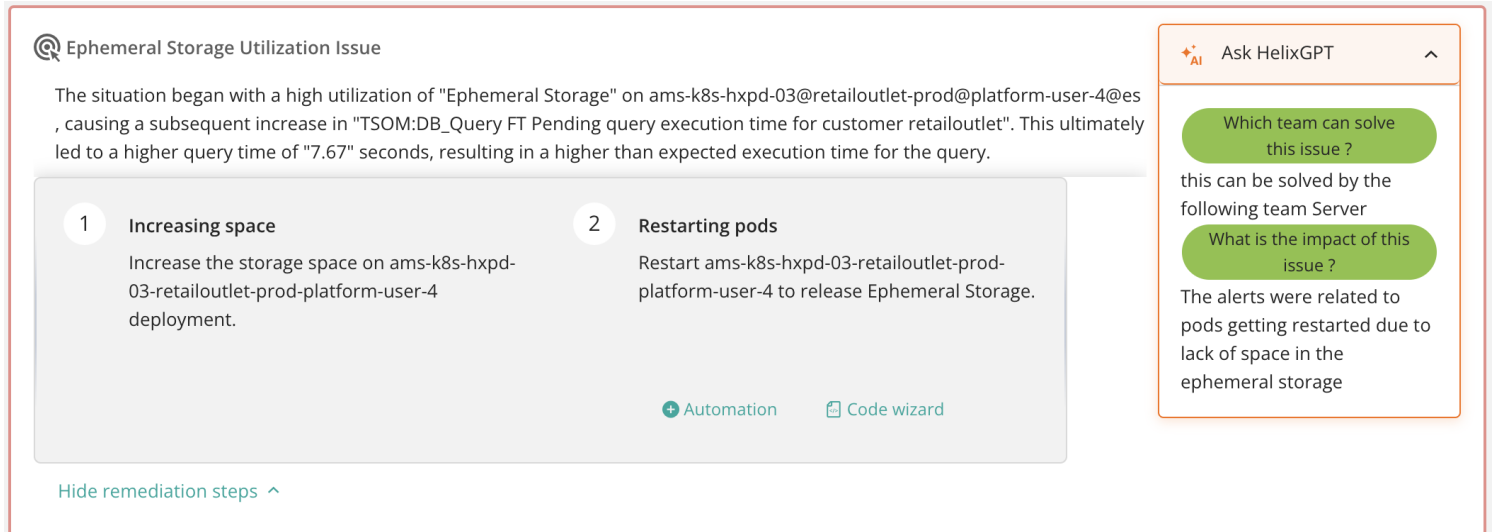 Ephemeral Storage Utilization Issue
The situation began with a high utilization of "Ephemeral Storage" on ams-k8s-hxpd-03@retailoutlet-prod@platform-user-4@es
, causing a subsequent increase in "TSOM:DB_Query FT Pending query execution time for customer retailoutlet". This ultimately
led to a higher query time of "7.67" seconds, resulting in a higher than expected execution time for the query.
1
Increasing space
Increase the storage space on ams-k8s-hxpd-
03-retailoutlet-prod-platform-user-4
deployment.
2
Restarting pods
Restart ams-k8s-hxpd-03-retailoutlet-prod-
platform-user-4 to release Ephemeral Storage.
Automation
Code wizard
Hide remediation steps
AI
Ask HelixGPT
Which team can solve
this issue ?
this can be solved by the
following team Server
What is the impact of this
issue ?
The alerts were related to
pods getting restarted due to
lack of space in the
ephemeral storage